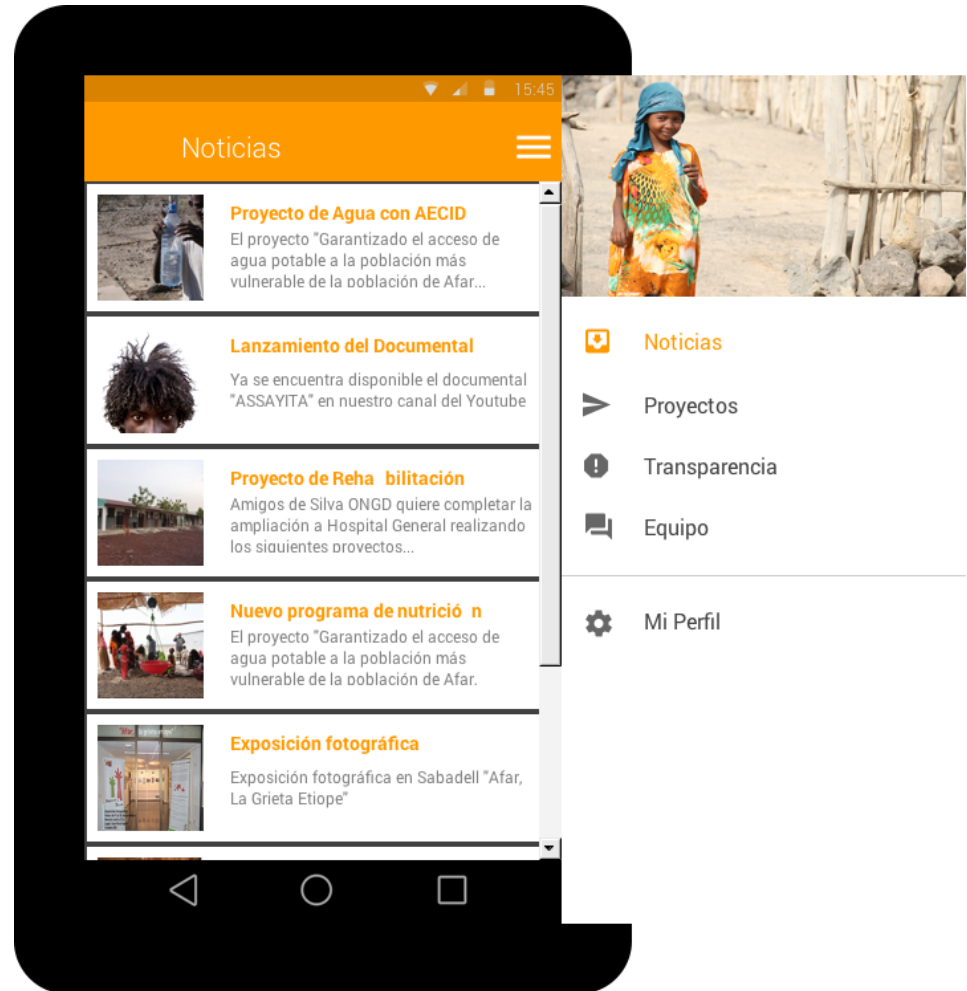 15:45
Noticias
Proyecto de Agua con AECID
El proyecto "Garantizado el acceso de
agua potable a la población más
vulnerable de la población de Afar...
Lanzamiento del Documental
Ya se encuentra disponible el documental
"ASSAYITA" en nuestro canal del Youtube
Proyecto de Reha bilitación
Amigos de Silva ONGD quiere completar la
ampliación a Hospital General realizando
los siguientes proyectos...
Nuevo programa de nutrició n
El proyecto "Garantizado el acceso de
agua potable a la población más
vulnerable de la población de Afar.
Exposición fotográfica
Exposición fotográfica en Sabadell "Afar,
La Grieta Etiope"
Noticias
Proyectos
Transparencia
Equipo
Mi Perfil